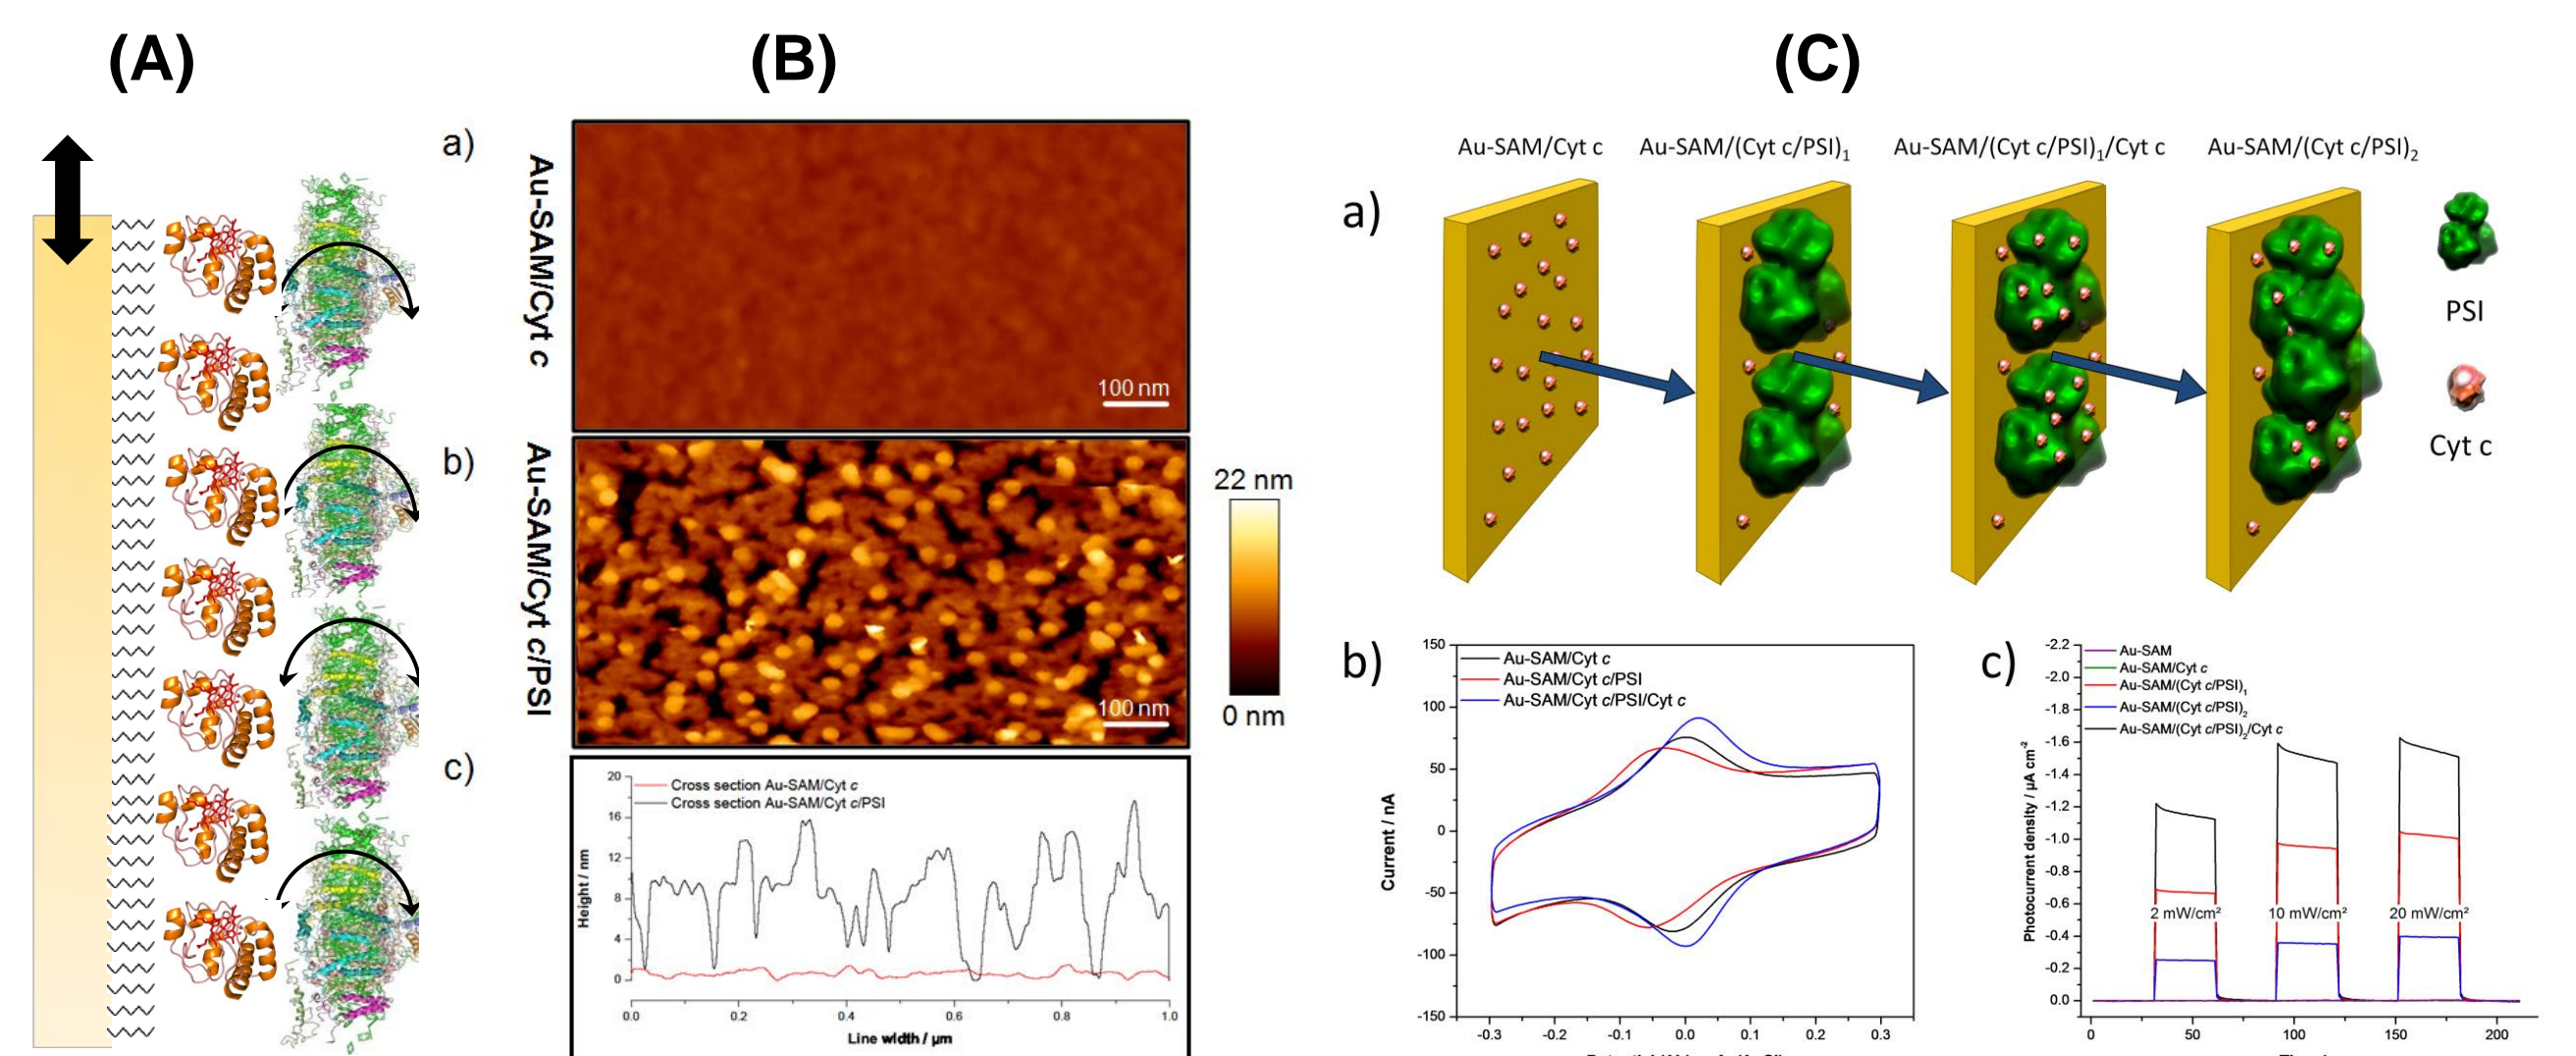 (A)
(B)
(C)
a)
Au-SAM/Cyt c
100 nm
b)
Au-SAM/Cyt c/PSI
100 nm
22 nm
0 nm
c)
20
16
12
8
4
0
Height / nm
Cross section Au-SAM/Cyt c
Cross section Au-SAM/Cyt c/PSI
0.0 0.2 0.4 0.6 0.8 1.0
Line width / µm
a)
Au-SAM/Cyt c Au-SAM/(Cyt c/PSI)1 Au-SAM/(Cyt c/PSI)1/Cyt c Au-SAM/(Cyt c/PSI)2
PSI
Cyt c
b)
150
100
50
0
-50
-100
-150
Current / nA
Au-SAM/Cyt c
Au-SAM/Cyt c/PSI
Au-SAM/Cyt c/PSI/Cyt c
-0.3 -0.2 -0.1 0.0 0.1 0.2 0.3
c)
-2.2
-2.0
-1.8
-1.6
-1.4
-1.2
-1.0
-0.8
-0.6
-0.4
-0.2
0.0
Photocurrent density / µA cm-2
Au-SAM
Au-SAM/Cyt c
Au-SAM/(Cyt c/PSI)1
Au-SAM/(Cyt c/PSI)2
Au-SAM/(Cyt c/PSI)2/Cyt c
2 mW/cm² 10 mW/cm² 20 mW/cm²
0 50 100 150 200